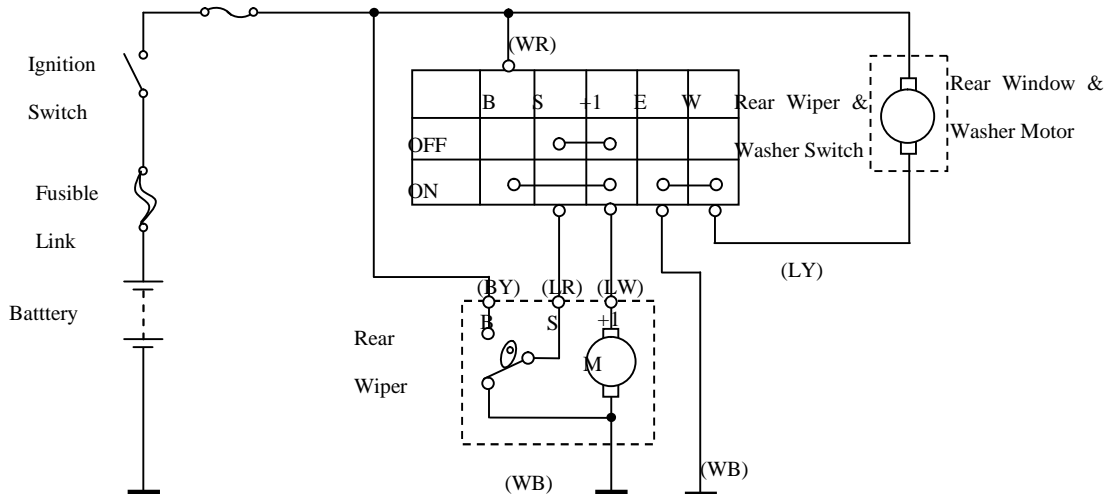 (WR)
Ignition
Switch
B S +1 E W
OFF
ON
Rear Wiper &
Washer Switch
Rear Window &
Washer Motor
Fusible
Link
(LY)
Batttery
(BY) (LR) (LW)
B S +1
M
Rear
Wiper
(WB)
(WB)